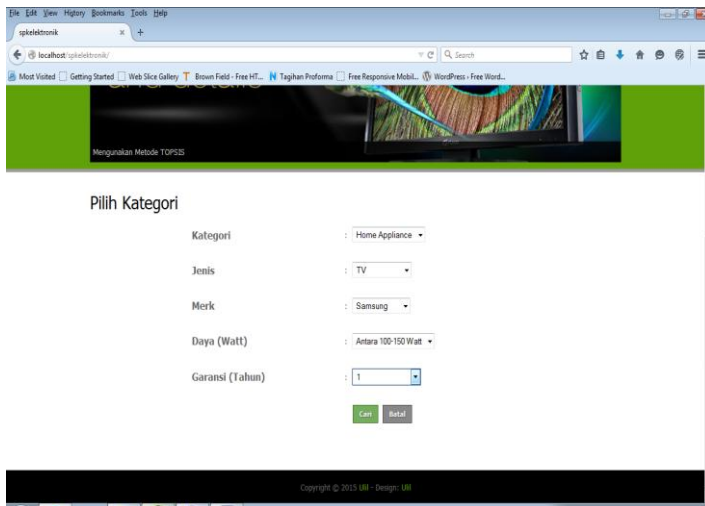 File Edit View History Bookmarks Tools Help
spkelektronik × +
localhost/spkelektronik/ Search
Most Visited Getting Started Web Slice Gallery Brown Field - Free HT... Tagihan Proforma Free Responsive Mobil... WordPress › Free Word...
Mengunakan Metode TOPSIS
Pilih Kategori
Kategori : Home Appliance
Jenis : TV
Merk : Samsung
Daya (Watt) : Antara 100-150 Watt
Garansi (Tahun) : 1
Cari Batal
Copyright © 2015 Ulil - Design: Ulil